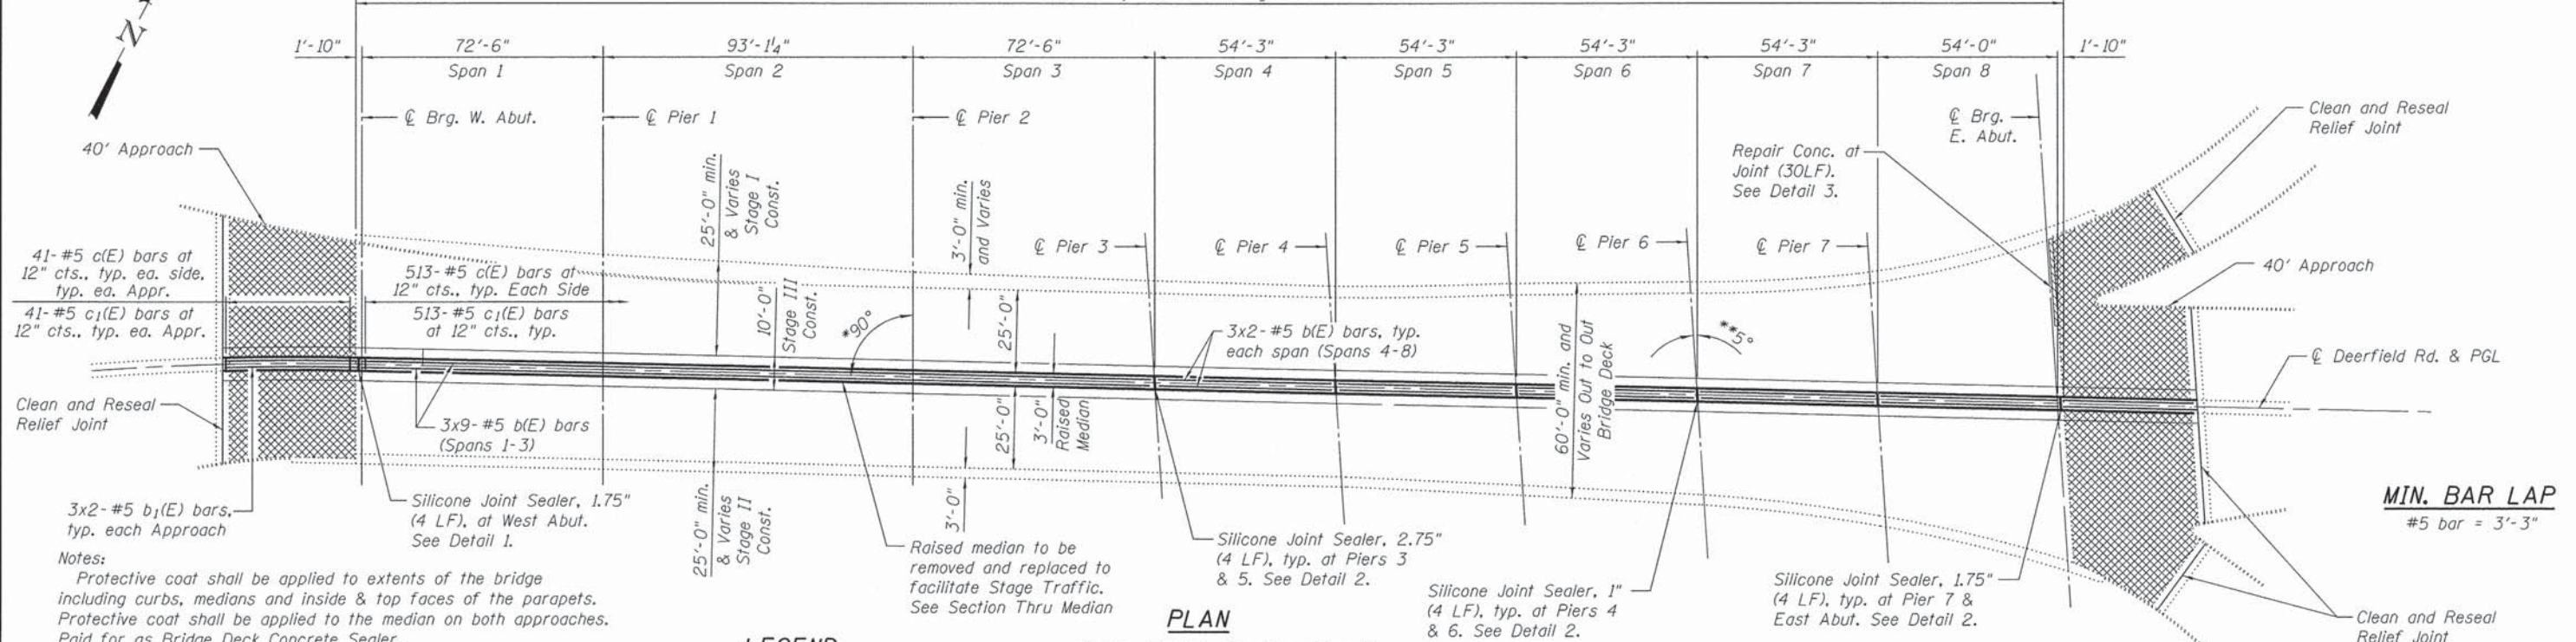 N
1'-10"
72'-6"
93'-1¼"
72'-6"
54'-3"
54'-3"
54'-3"
54'-3"
54'-0"
1'-10"
Span 1
Span 2
Span 3
Span 4
Span 5
Span 6
Span 7
Span 8
℄ Brg. W. Abut.
℄ Pier 1
℄ Pier 2
℄ Brg.
E. Abut.
Clean and Reseal
Relief Joint
40' Approach
Repair Conc. at
Joint (30LF).
See Detail 3.
25'-0" min.
& Varies
Stage I
Const.
3'-0" min.
and Varies
℄ Pier 3
℄ Pier 4
℄ Pier 5
℄ Pier 6
℄ Pier 7
40' Approach
41- #5 c(E) bars at
12" cts., typ. ea. side,
typ. ea. Appr.
41- #5 c1(E) bars at
12" cts., typ. ea. Appr.
513- #5 c(E) bars at
12" cts., typ. Each Side
513- #5 c1(E) bars
at 12" cts., typ.
10'-0"
Stage III
Const.
*90°
25'-0"
3x2- #5 b(E) bars, typ.
each span (Spans 4-8)
**5°
60'-0" min. and
Varies Out to Out
Bridge Deck
℄ Deerfield Rd. & PGL
Clean and Reseal
Relief Joint
3x9- #5 b(E) bars
(Spans 1-3)
25'-0"
3'-0"
Raised
Median
3x2- #5 b1(E) bars,
typ. each Approach
Silicone Joint Sealer, 1.75"
(4 LF), at West Abut.
See Detail 1.
25'-0" min.
& Varies
Stage II
Const.
3'-0"
Raised median to be
removed and replaced to
facilitate Stage Traffic.
See Section Thru Median
Silicone Joint Sealer, 2.75"
(4 LF), typ. at Piers 3
& 5. See Detail 2.
Silicone Joint Sealer, 1"
(4 LF), typ. at Piers 4
& 6. See Detail 2.
Silicone Joint Sealer, 1.75"
(4 LF), typ. at Pier 7 &
East Abut. See Detail 2.
MIN. BAR LAP
#5 bar = 3'-3"
Clean and Reseal
Relief Joint
Notes:
Protective coat shall be applied to extents of the bridge
including curbs, medians and inside & top faces of the parapets.
Protective coat shall be applied to the median on both approaches.
Paid for as Bridge Deck Concrete Sealer
PLAN
LEGEND